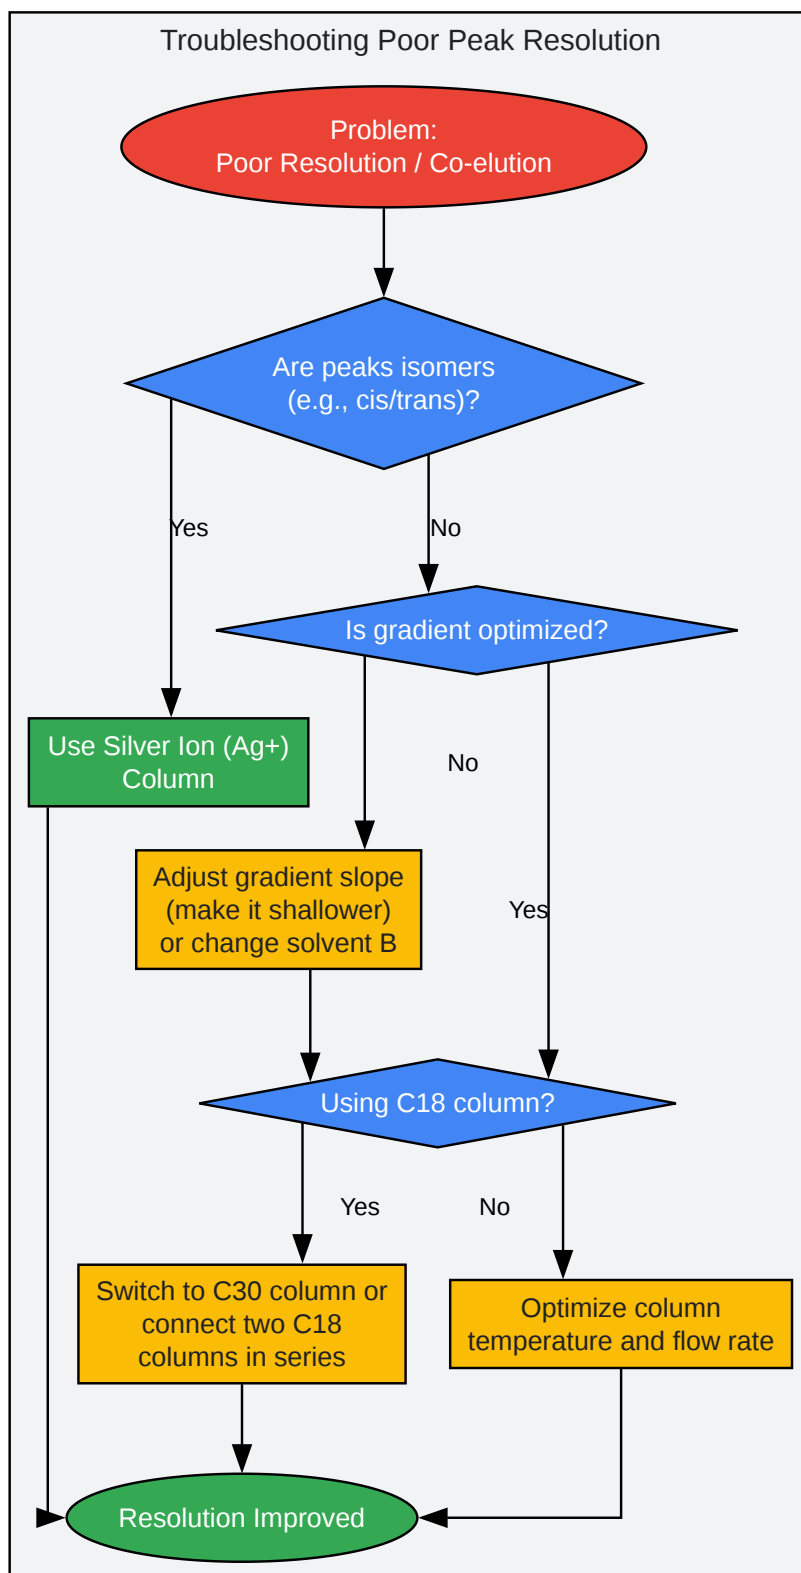 Troubleshooting Poor Peak Resolution
Problem:
Poor Resolution / Co-elution
Are peaks isomers
(e.g., cis/trans)?
Yes
No
Is gradient optimized?
Use Silver Ion (Ag+)
Column
No
Adjust gradient slope
(make it shallower)
or change solvent B
Yes
Using C18 column?
Yes
No
Switch to C30 column or
connect two C18
columns in series
Optimize column
temperature and flow rate
Resolution Improved